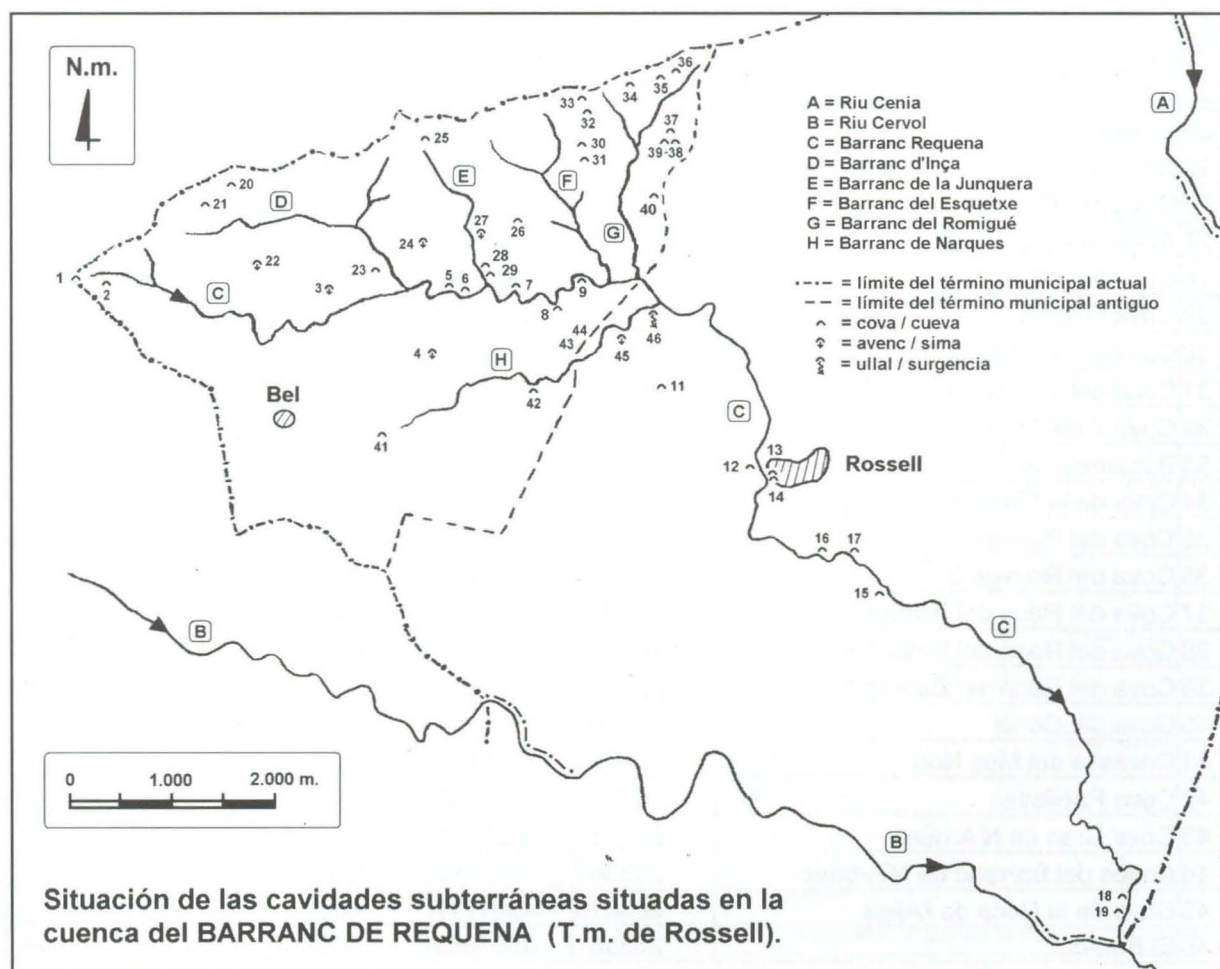 N.m.
A = Riu Cenia
B = Riu Cervol
C = Barranc Requena
D = Barranc d'Inça
E = Barranc de la Junquera
F = Barranc del Esquetxe
G = Barranc del Romigué
H = Barranc de Narques
= límite del término municipal actual
= límite del término municipal antiguo
= cova / cueva
= avenc / sima
= ullal / surgencia
A
36
35
34
33
32
37
30
39 38
31
25
E
F
20
21
D
40
27
26
G
24
28
22
23
29
1
2
3
5
6
7
9
C
8
44
43
46
45
4
H
Bel
42
11
41
C
13
12
Rossell
14
16
17
15
B
C
0 1.000 2.000 m.
B
18
19
Situación de las cavidades subterráneas situadas en la
cuenca del BARRANC DE REQUENA (T.m. de Rossell).